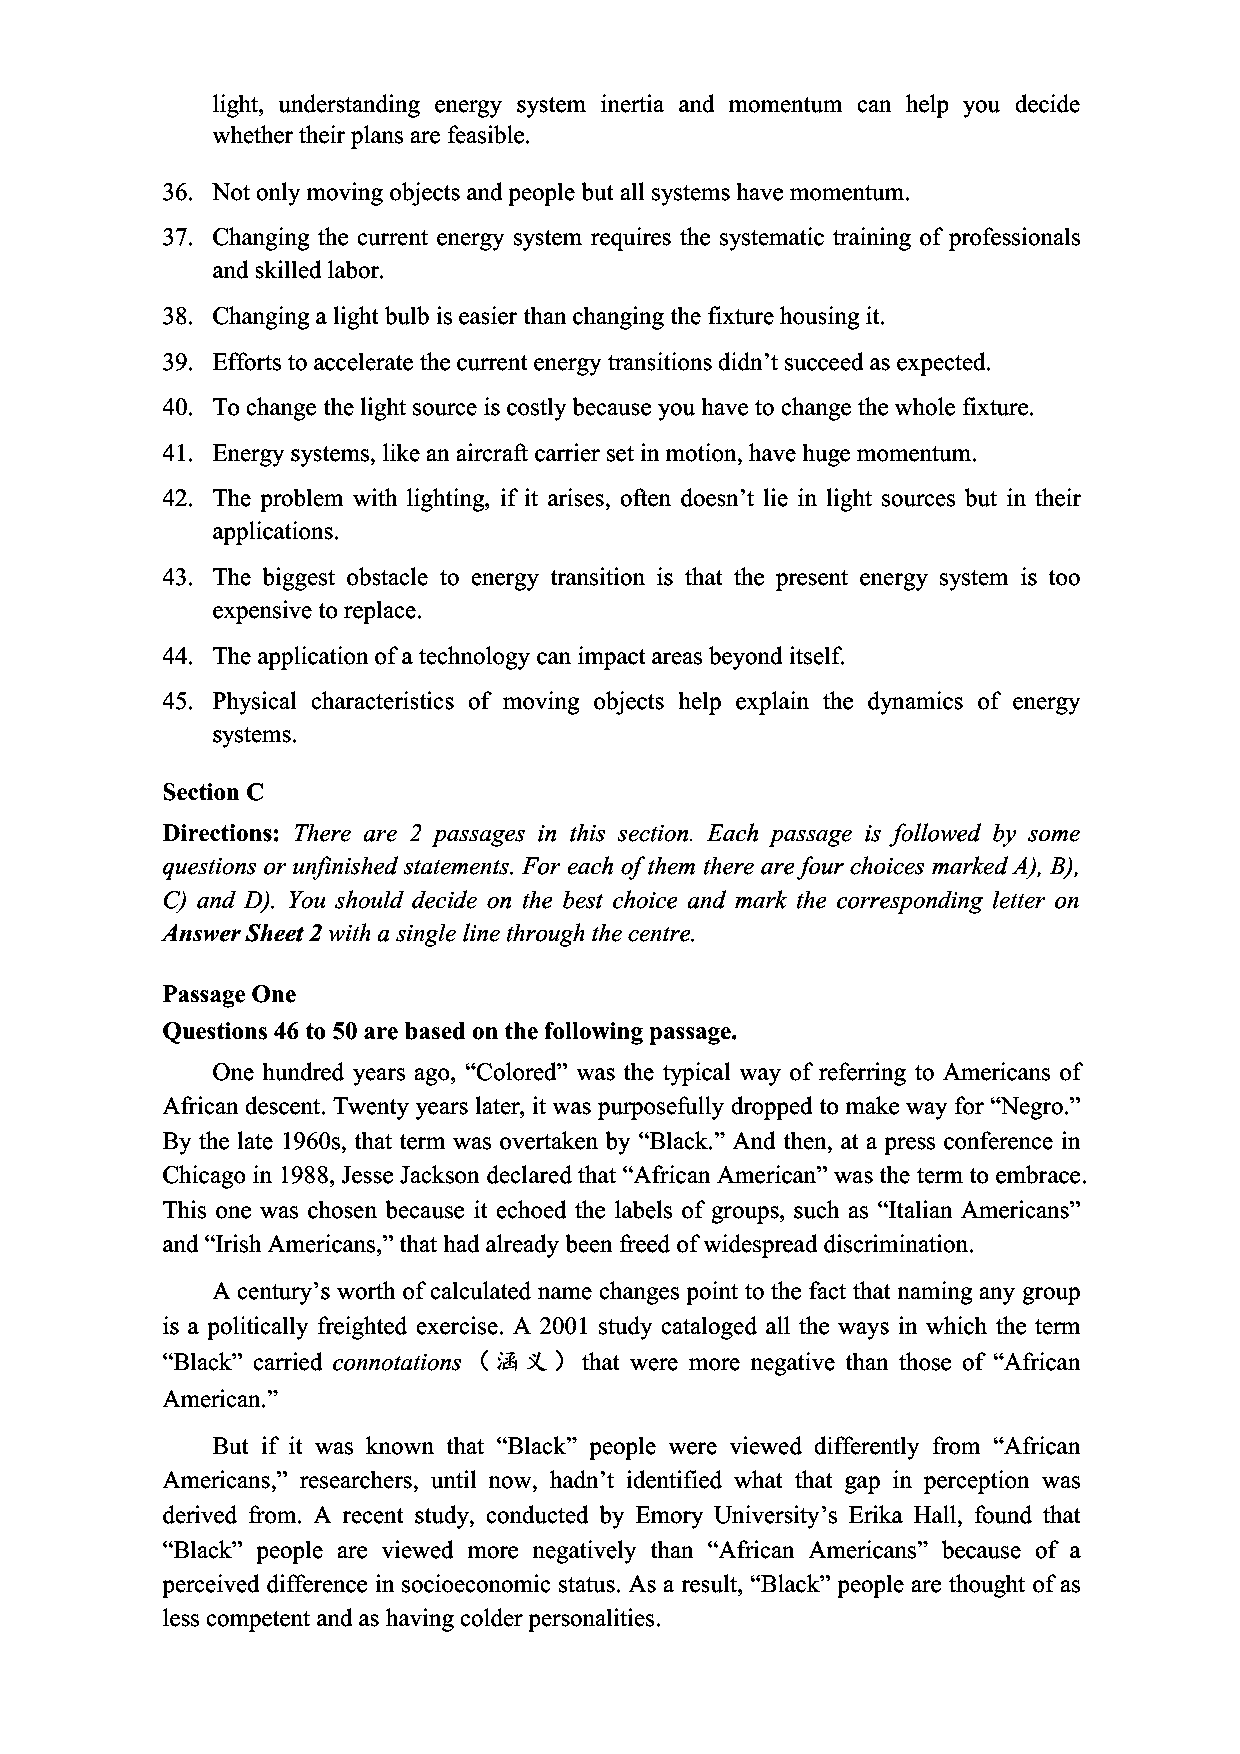 light, understanding energy system inertia and momentum can help you decide
whether their plans are feasible.
36. Not only moving objects and people but all systems have momentum.
37. Changing the current energy system requires the systematic training of professionals
and skilled labor.
38. Changing a light bulb is easier than changing the fixture housing it.
39. Efforts to accelerate the current energy transitions didn’t succeed as expected.
40. To change the light source is costly because you have to change the whole fixture.
41. Energy systems, like an aircraft carrier set in motion, have huge momentum.
42. The problem with lighting, if it arises, often doesn’t lie in light sources but in their
applications.
43. The biggest obstacle to energy transition is that the present energy system is too
expensive to replace.
44. The application of a technology can impact areas beyond itself.
45. Physical characteristics of moving objects help explain the dynamics of energy
systems.
Section C
Directions: There are 2 passages in this section. Each passage is followed by some
questions or unfinished statements. For each of them there are four choices marked A), B),
C) and D). You should decide on the best choice and mark the corresponding letter on
Answer Sheet 2 with a single line through the centre.
Passage One
Questions 46 to 50 are based on the following passage.
One hundred years ago, “Colored” was the typical way of referring to Americans of
African descent. Twenty years later, it was purposefully dropped to make way for “Negro.”
By the late 1960s, that term was overtaken by “Black.” And then, at a press conference in
Chicago in 1988, Jesse Jackson declared that “African American” was the term to embrace.
This one was chosen because it echoed the labels of groups, such as “Italian Americans”
and “Irish Americans,” that had already been freed of widespread discrimination.
A century’s worth of calculated name changes point to the fact that naming any group
is a politically freighted exercise. A 2001 study cataloged all the ways in which the term
“Black” carried connotations（涵义）that were more negative than those of “African
American.”
But if it was known that “Black” people were viewed differently from “African
Americans,” researchers, until now, hadn’t identified what that gap in perception was
derived from. A recent study, conducted by Emory University’s Erika Hall, found that
“Black” people are viewed more negatively than “African Americans” because of a
perceived difference in socioeconomic status. As a result, “Black” people are thought of as
less competent and as having colder personalities.